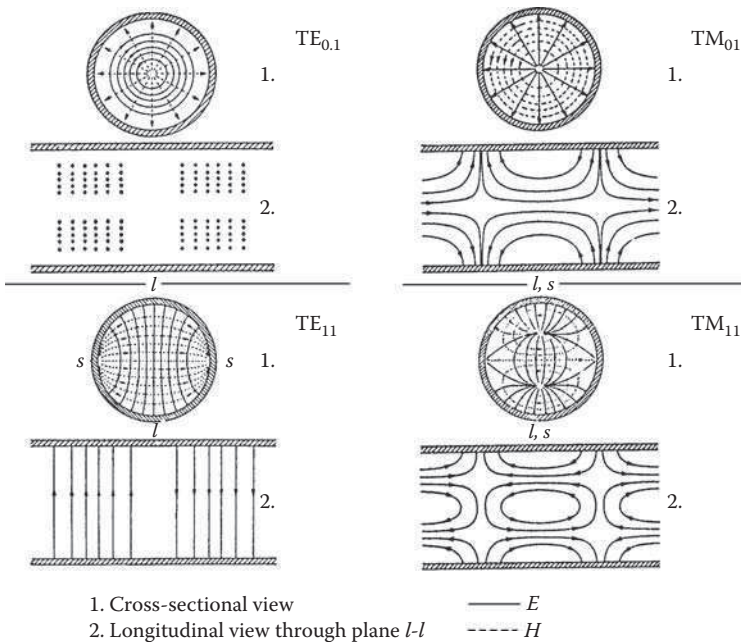 TE0.1
1.
2.
l
TM01
1.
2.
l, s
TE11
s
s
1.
l
2.
TM11
1.
l, s
2.
1. Cross-sectional view
E
2. Longitudinal view through plane l-l
H